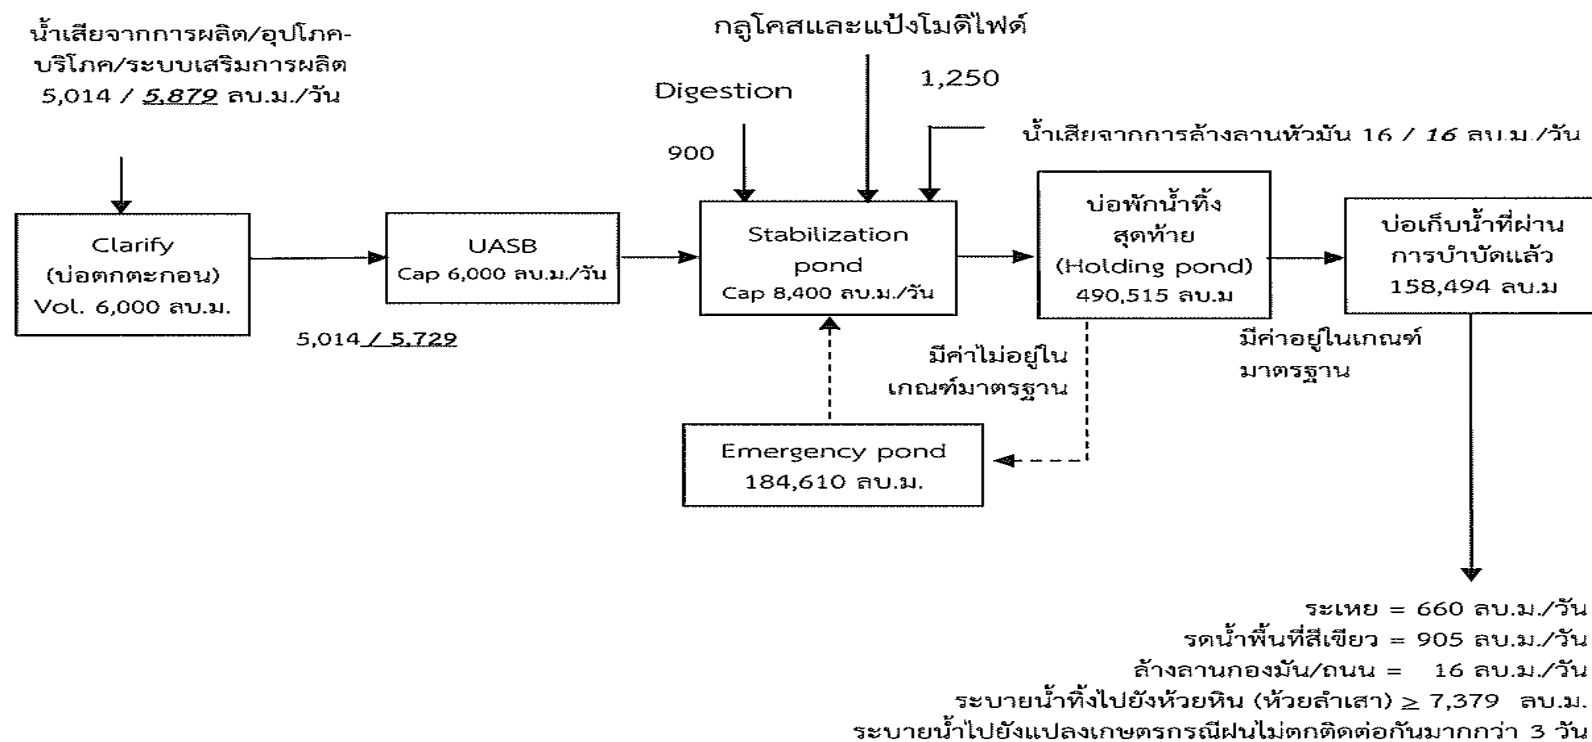 น้ำเสียจากการผลิต/อุปโภค-
บริโภค/ระบบเสริมการผลิต
5,014 / 5,879 ลบ.ม./วัน
กลูโคสและแป้งโมดิไฟด์
1,250
Digestion
900
น้ำเสียจากการล้างลานหัวมัน 16 / 16 ลบ.ม./วัน
Clarify
(บ่อตกตะกอน)
Vol. 6,000 ลบ.ม.
5,014 / 5,729
UASB
Cap 6,000 ลบ.ม./วัน
Stabilization
pond
Cap 8,400 ลบ.ม./วัน
บ่อพักน้ำทิ้ง
สุดท้าย
(Holding pond)
490,515 ลบ.ม
บ่อเก็บน้ำที่ผ่าน
การบำบัดแล้ว
158,494 ลบ.ม
มีค่าไม่อยู่ใน
เกณฑ์มาตรฐาน
มีค่าอยู่ในเกณฑ์
มาตรฐาน
Emergency pond
184,610 ลบ.ม.
ระเหย = 660 ลบ.ม./วัน
รดน้ำพื้นที่สีเขียว = 905 ลบ.ม./วัน
ล้างลานกองมัน/ถนน = 16 ลบ.ม./วัน
ระบายน้ำทิ้งไปยังห้วยหิน (ห้วยลำเสา) ≥ 7,379 ลบ.ม.
ระบายน้ำไปยังแปลงเกษตรกรณีฝนไม่ตกติดต่อกันมากกว่า 3 วัน